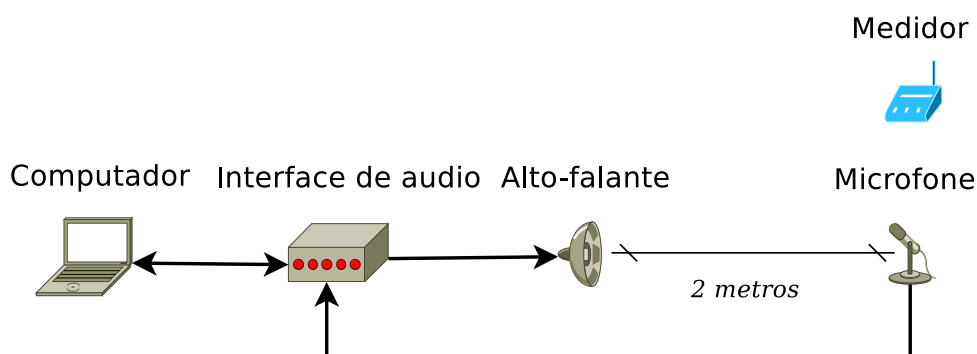 Medidor
Computador
Interface de audio
Alto-falante
Microfone
2 metros